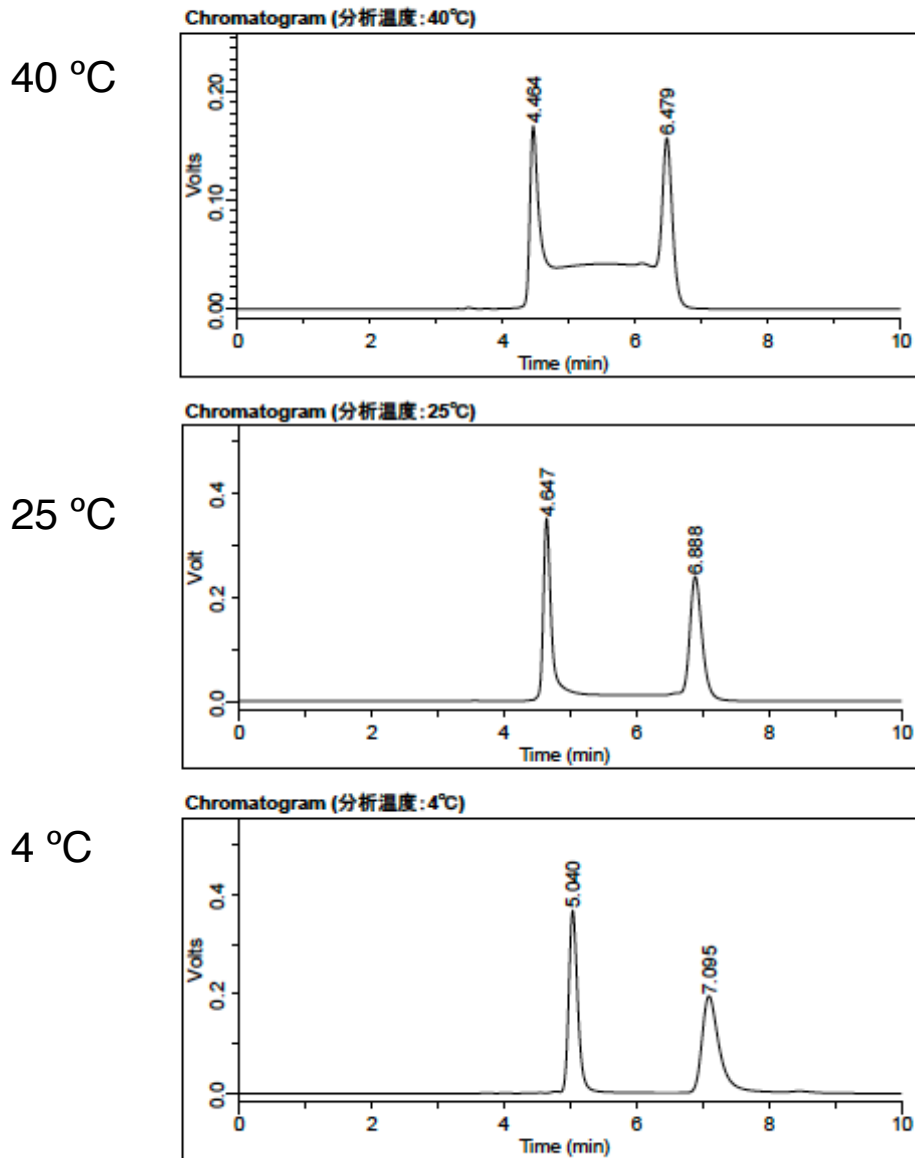 Chromatogram (分析温度:40℃)
40 ºC
Volts
0.20
0.10
0.00
4.464
6.479
0 2 4 6 8 10
Time (min)
Chromatogram (分析温度:25℃)
25 ºC
Volt
0.4
0.2
0.0
4.647
6.888
0 2 4 6 8 10
Time (min)
Chromatogram (分析温度:4℃)
4 ºC
Volts
0.4
0.2
0.0
5.040
7.095
0 2 4 6 8 10
Time (min)